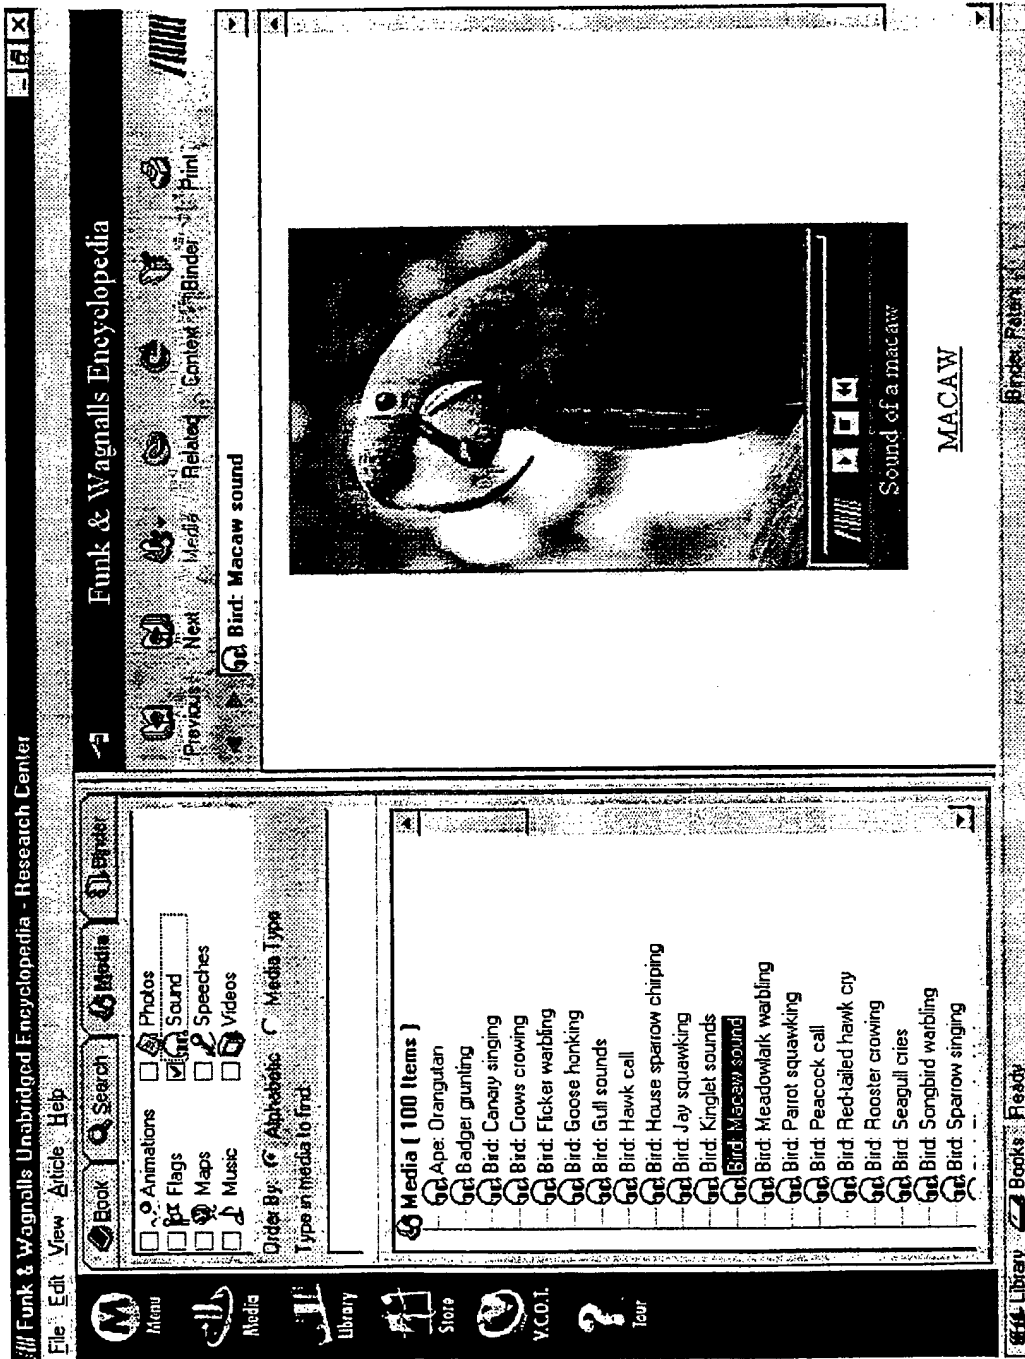 Funk & Wagnalls Unabridged Encyclopedia - Research Center
File Edit View Article Help
Menu
Media
Library
Store
V.C.O.T.
Tour
Book Search Media Binder
Animations Photos
Flags Sound
Maps Speeches
Music Videos
Order By Alphabetic Media Type
Type in media to find
Media ( 100 Items )
Ape: Orangutan
Badger grunting
Bird: Canary singing
Bird: Crows crowing
Bird: Flicker warbling
Bird: Goose honking
Bird: Gull sounds
Bird: Hawk call
Bird: House sparrow chirping
Bird: Jay squawking
Bird: Kinglet sounds
Bird: Macaw sound
Bird: Meadowlark warbling
Bird: Parrot squawking
Bird: Peacock call
Bird: Red-tailed hawk cry
Bird: Rooster crowing
Bird: Seagull cries
Bird: Songbird warbling
Bird: Sparrow singing
Funk & Wagnalls Encyclopedia
Previous Next Media Related Context Binder Print
Bird: Macaw sound
Sound of a macaw
MACAW
Library Books Ready Binder: Patent